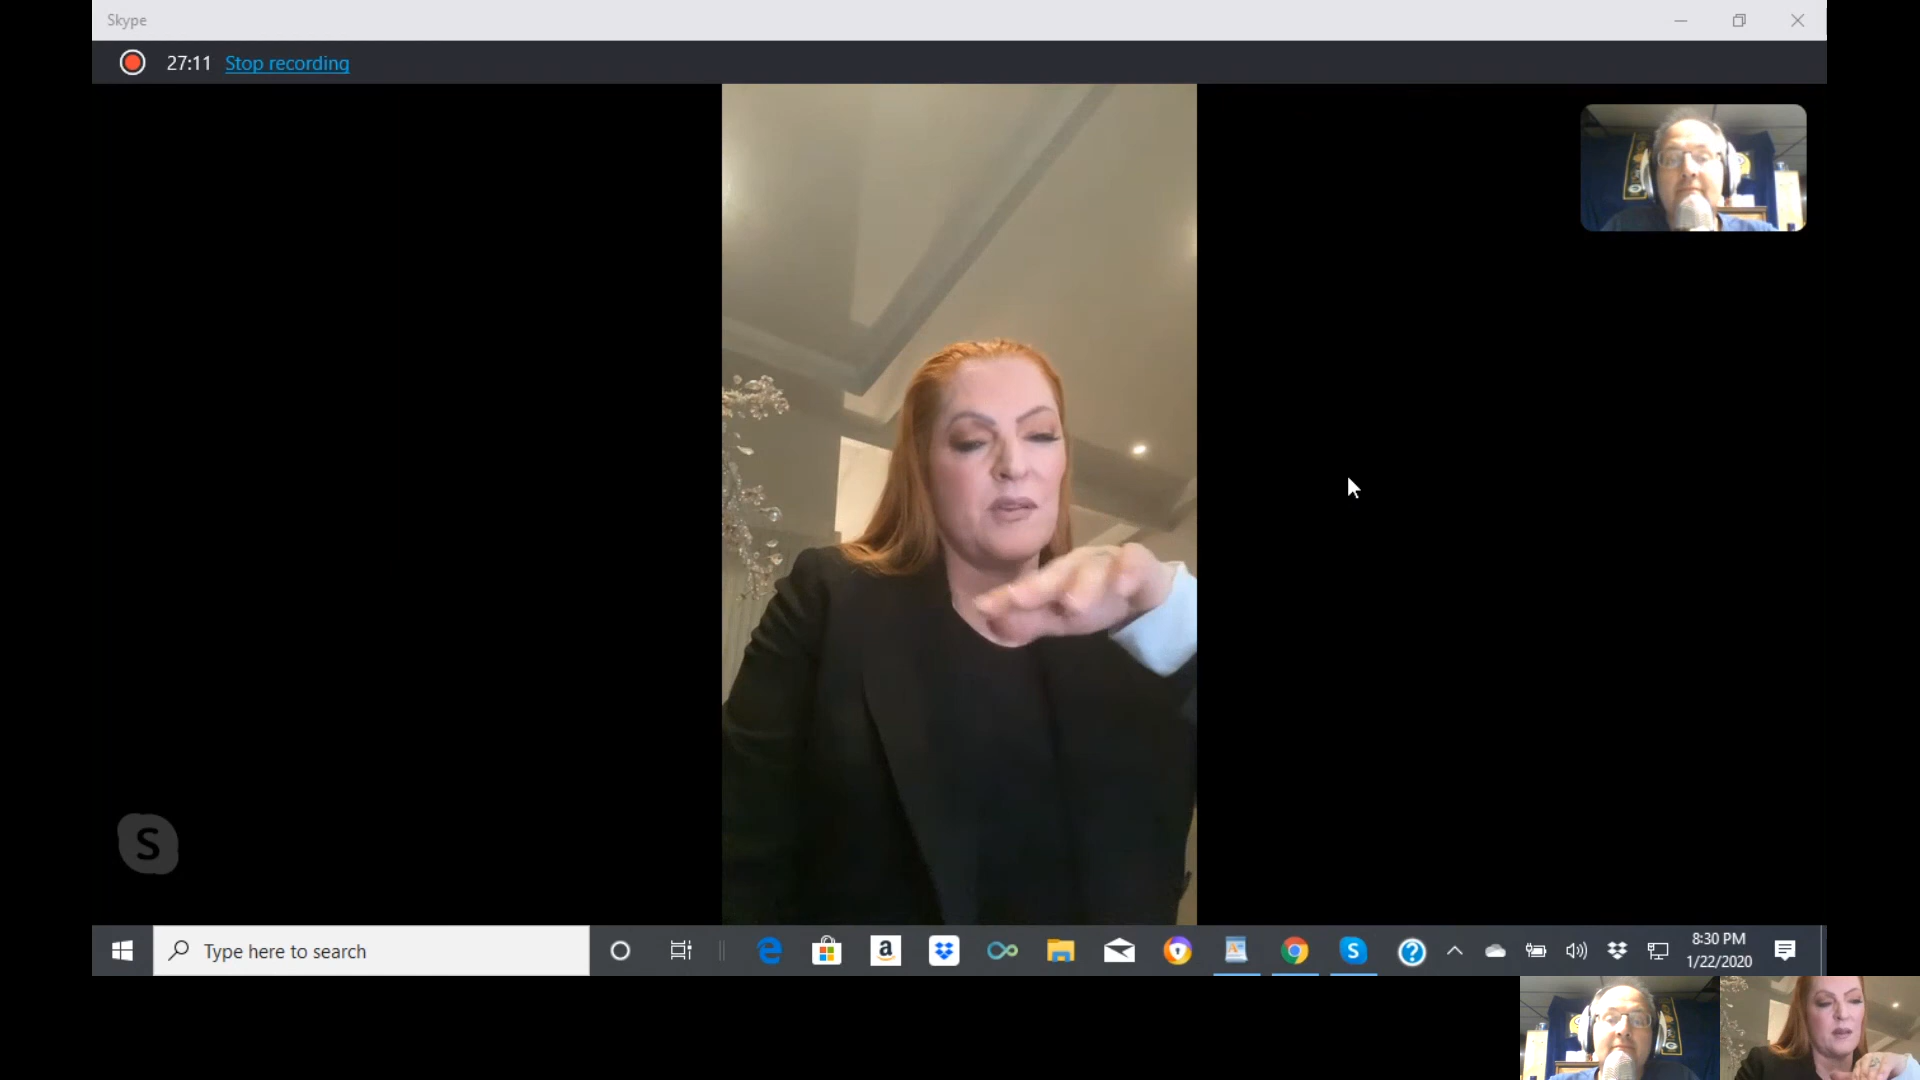 Skype
27:11 Stop recording
S
Type here to search
a
S
?
8:30 PM
1/22/2020